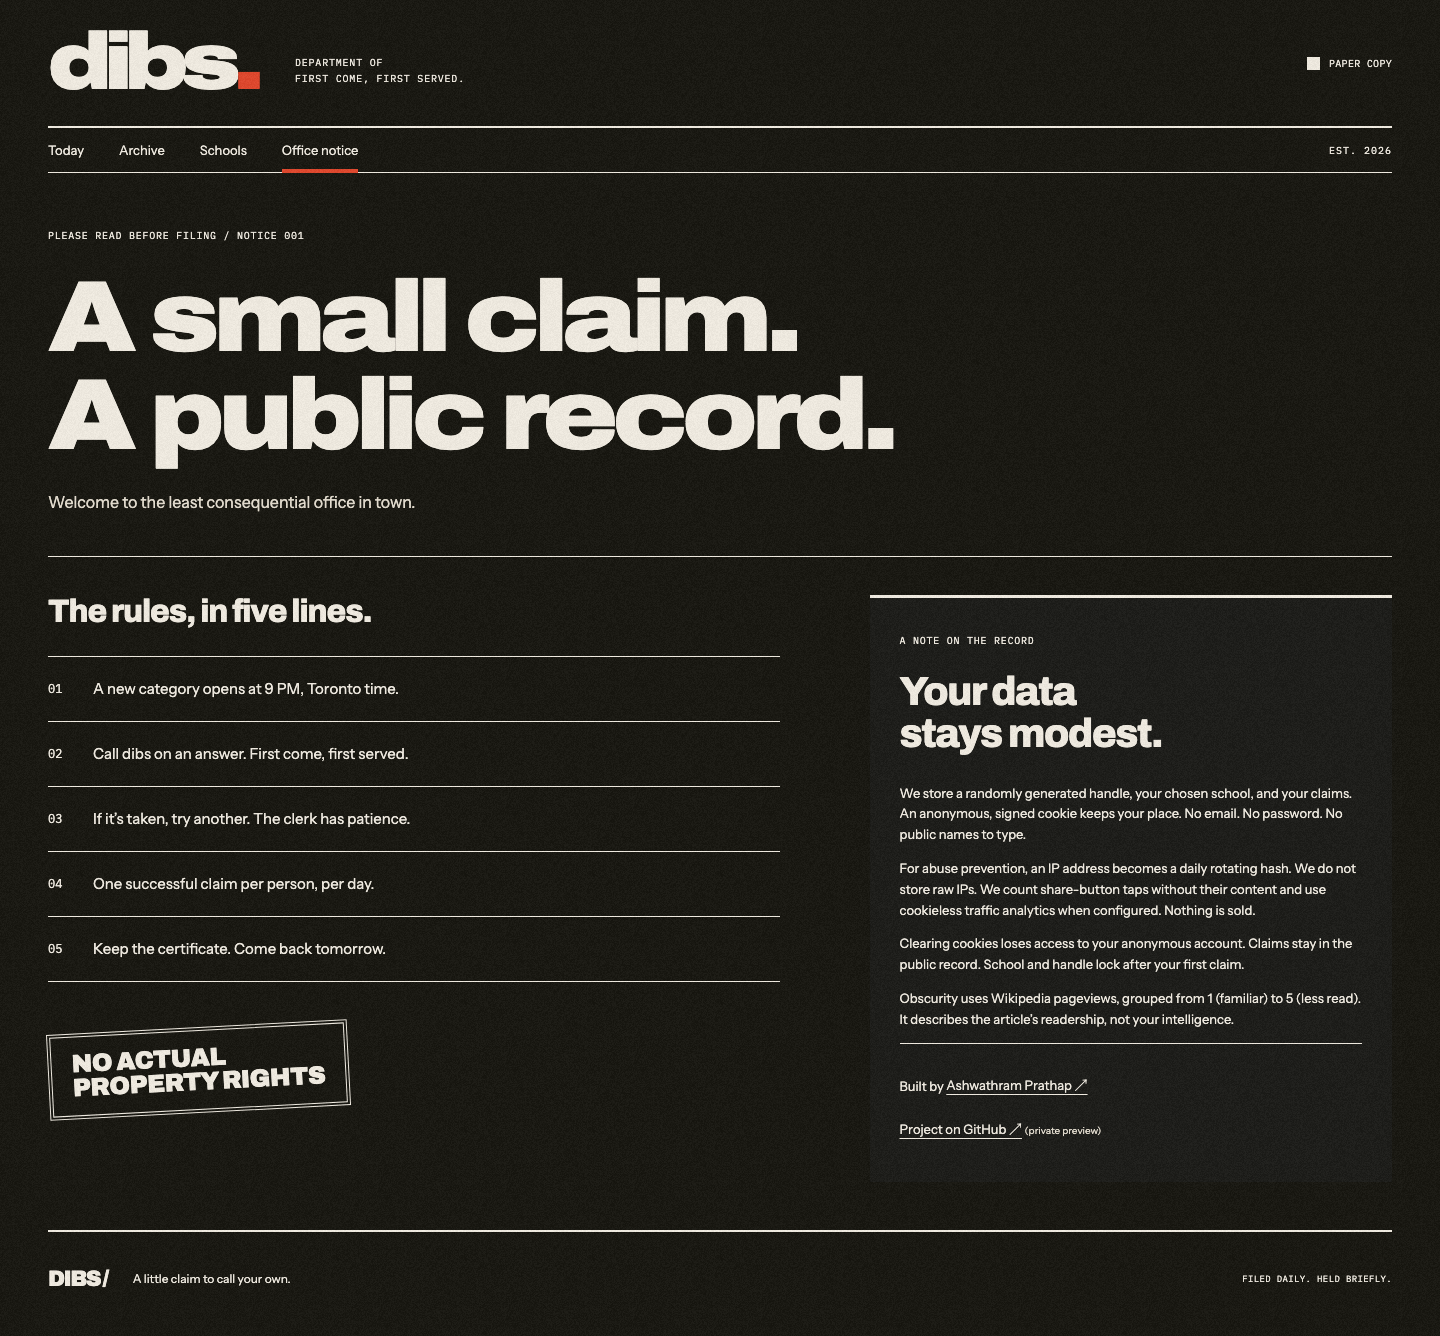 dibs.
DEPARTMENT OF
FIRST COME, FIRST SERVED.
PAPER COPY
Today
Archive
Schools
Office notice
EST. 2026
PLEASE READ BEFORE FILING / NOTICE 001
A small claim.
A public record.
Welcome to the least consequential office in town.
The rules, in five lines.
01 A new category opens at 9 PM, Toronto time.
02 Call dibs on an answer. First come, first served.
03 If it's taken, try another. The clerk has patience.
04 One successful claim per person, per day.
05 Keep the certificate. Come back tomorrow.
NO ACTUAL
PROPERTY RIGHTS
A NOTE ON THE RECORD
Your data
stays modest.
We store a randomly generated handle, your chosen school, and your claims.
An anonymous, signed cookie keeps your place. No email. No password. No
public names to type.
For abuse prevention, an IP address becomes a daily rotating hash. We do not
store raw IPs. We count share-button taps without their content and use
cookieless traffic analytics when configured. Nothing is sold.
Clearing cookies loses access to your anonymous account. Claims stay in the
public record. School and handle lock after your first claim.
Obscurity uses Wikipedia pageviews, grouped from 1 (familiar) to 5 (less read).
It describes the article's readership, not your intelligence.
Built by Ashwathram Prathap ↗
Project on GitHub ↗ (private preview)
DIBS/
A little claim to call your own.
FILED DAILY. HELD BRIEFLY.